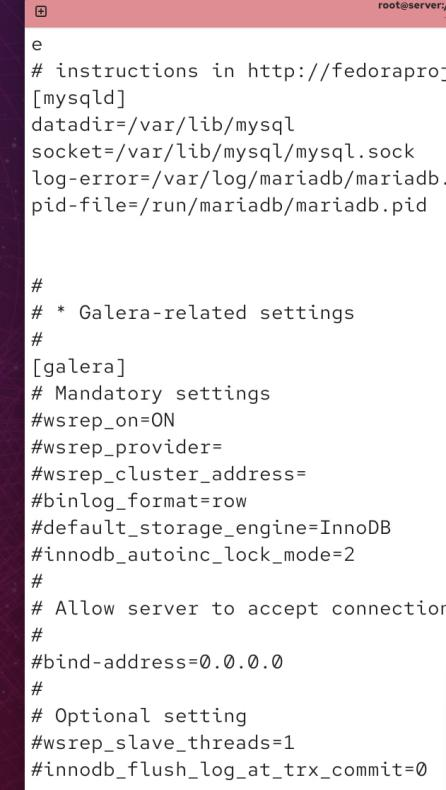 root@server:/
e
# instructions in http://fedoraproj
[mysqld]
datadir=/var/lib/mysql
socket=/var/lib/mysql/mysql.sock
log-error=/var/log/mariadb/mariadb.
pid-file=/run/mariadb/mariadb.pid
#
# * Galera-related settings
#
[galera]
# Mandatory settings
#wsrep_on=ON
#wsrep_provider=
#wsrep_cluster_address=
#binlog_format=row
#default_storage_engine=InnoDB
#innodb_autoinc_lock_mode=2
#
# Allow server to accept connection
#
#bind-address=0.0.0.0
#
# Optional setting
#wsrep_slave_threads=1
#innodb_flush_log_at_trx_commit=0